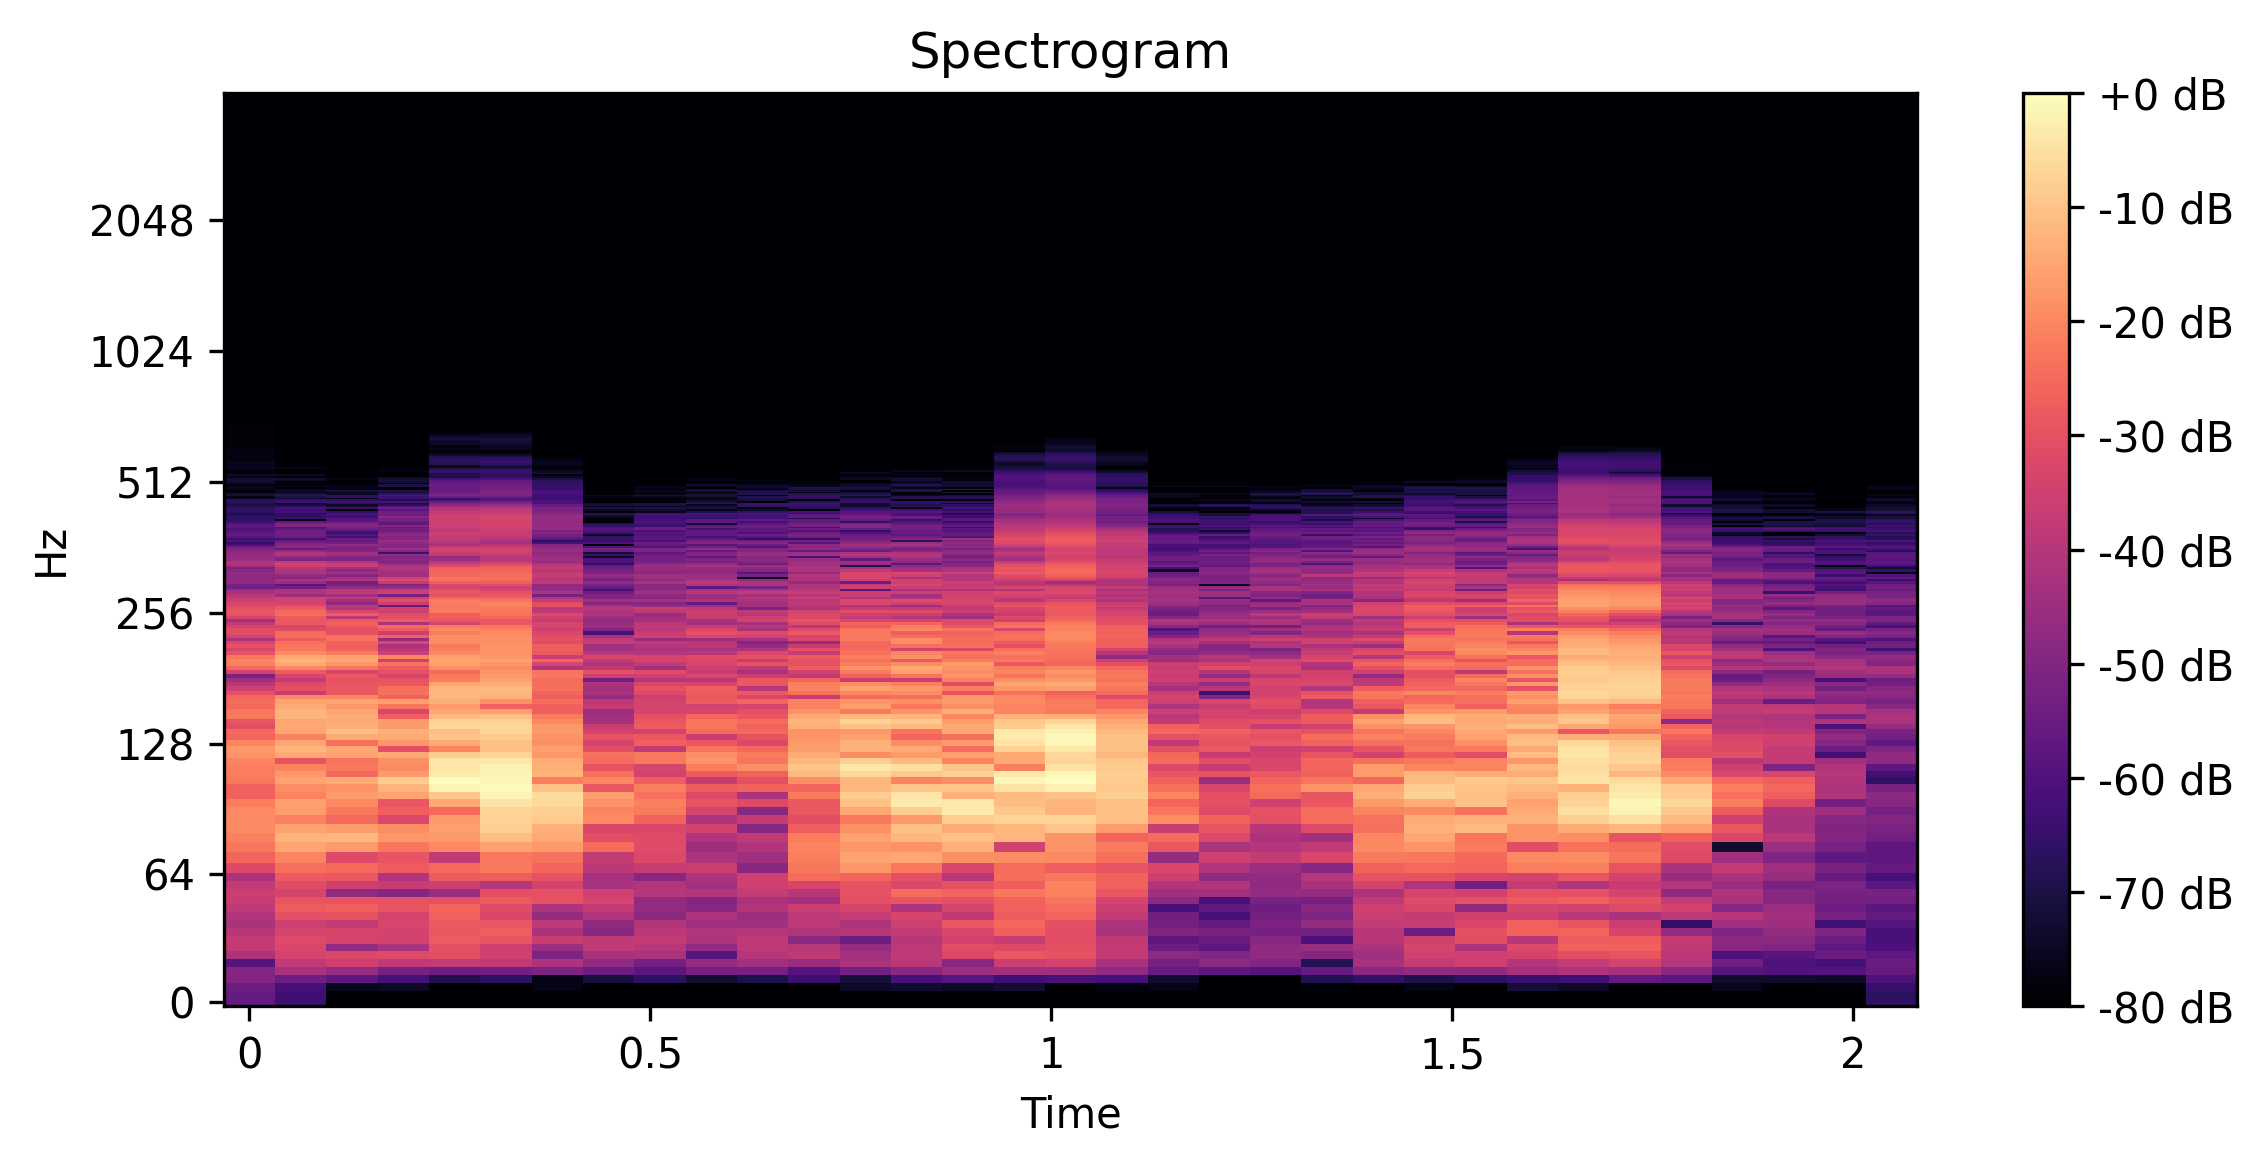 Spectrogram
Hz
2048
1024
512
256
128
64
0
0 0.5 1 1.5 2
Time
+0 dB
-10 dB
-20 dB
-30 dB
-40 dB
-50 dB
-60 dB
-70 dB
-80 dB